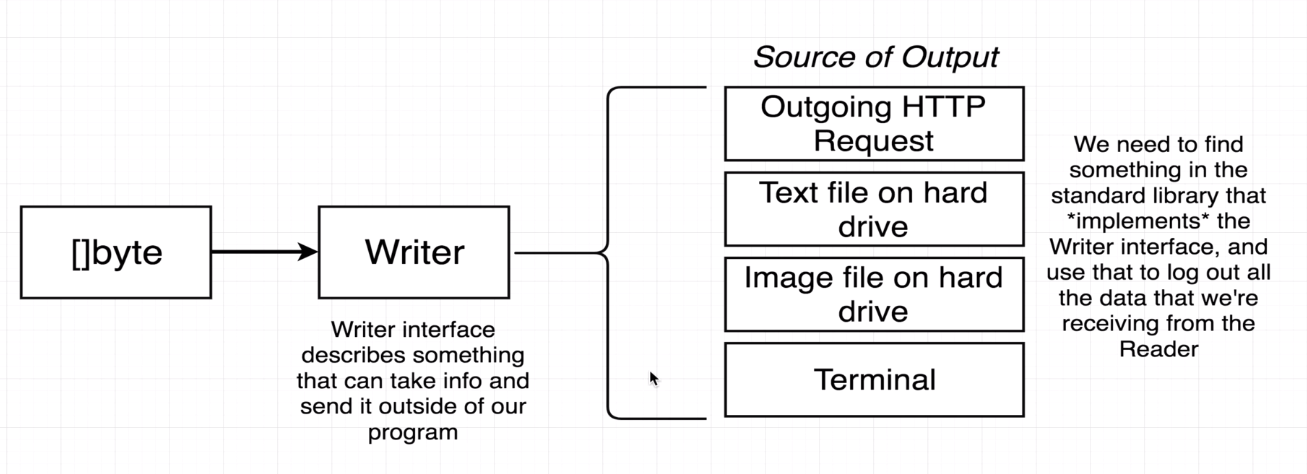 Source of Output
Outgoing HTTP
Request
Text file on hard
drive
Image file on hard
drive
Terminal
[]byte
Writer
Writer interface
describes something
that can take info and
send it outside of our
program
We need to find
something in the
standard library that
*implements* the
Writer interface, and
use that to log out all
the data that we're
receiving from the
Reader